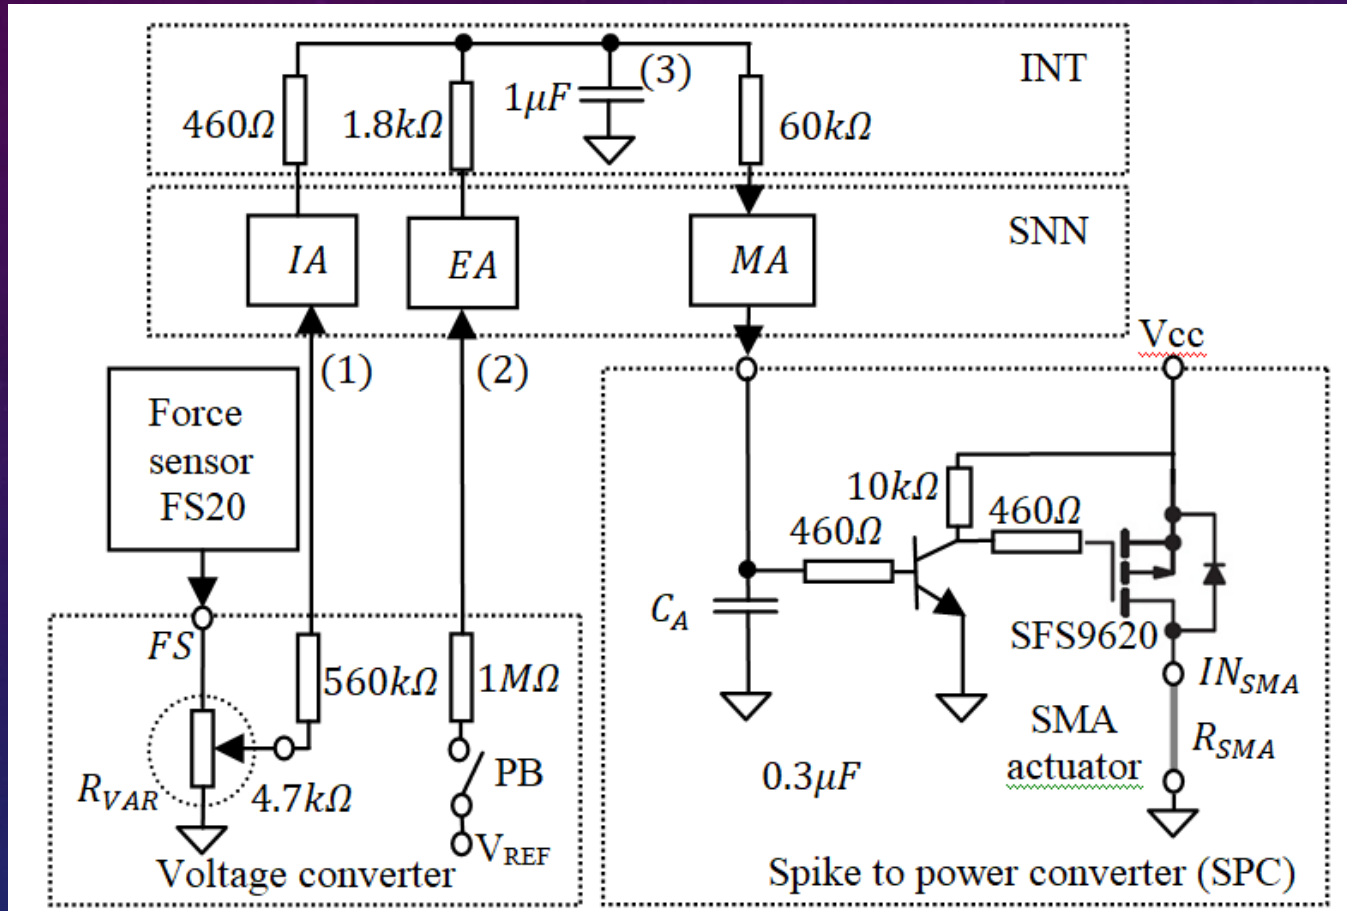 INT
(3)
1μF
460Ω
1.8kΩ
60kΩ
SNN
IA
EA
MA
(1)
(2)
Vcc
Force
sensor
FS20
10kΩ
460Ω
460Ω
C_A
SFS9620
FS
560kΩ
1MΩ
IN_SMA
SMA
actuator
R_SMA
R_VAR
4.7kΩ
PB
0.3μF
V_REF
Voltage converter
Spike to power converter (SPC)